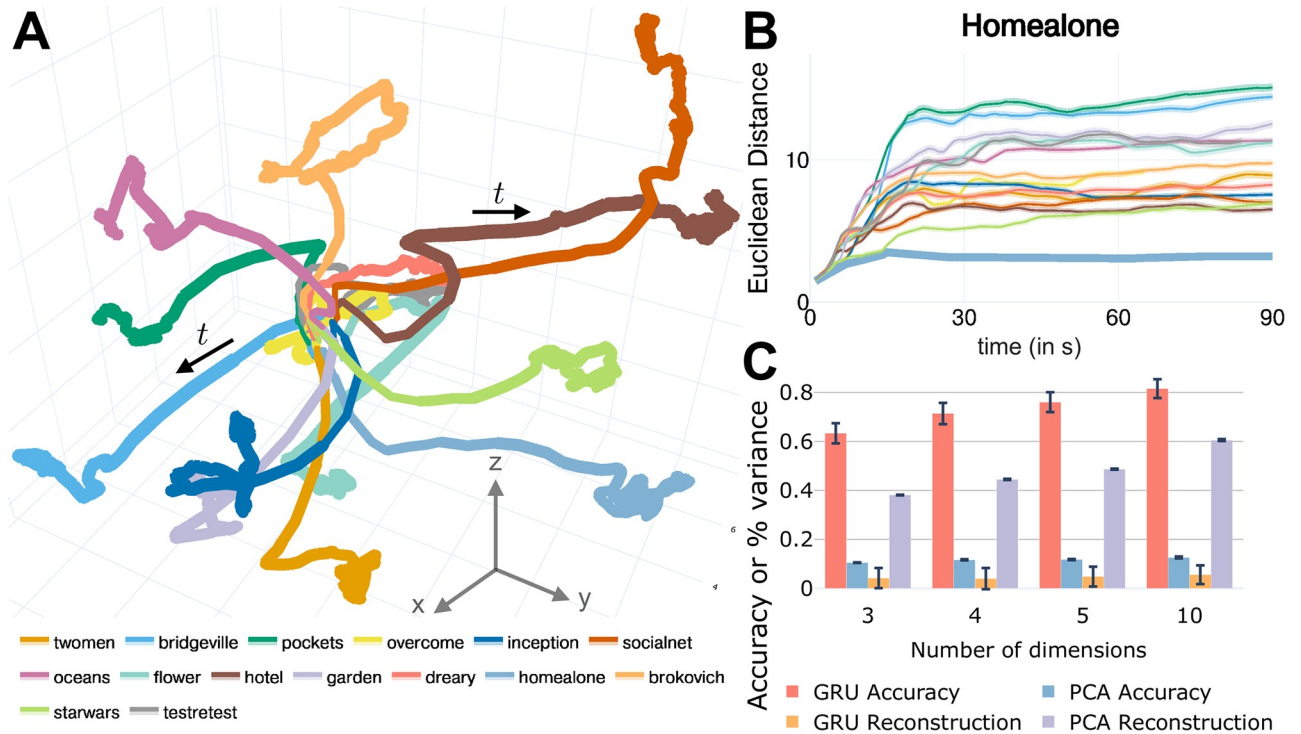 A
t
t
z
x
y
6
4
twomen bridgeville pockets overcome inception socialnet
oceans flower hotel garden dreary homealone brokovich
starwars testretest
B
Homealone
Euclidean Distance
10
0
0 30 60 90
time (in s)
C
Accuracy or % variance
0.8
0.6
0.4
0.2
0
3 4 5 10
Number of dimensions
GRU Accuracy PCA Accuracy
GRU Reconstruction PCA Reconstruction